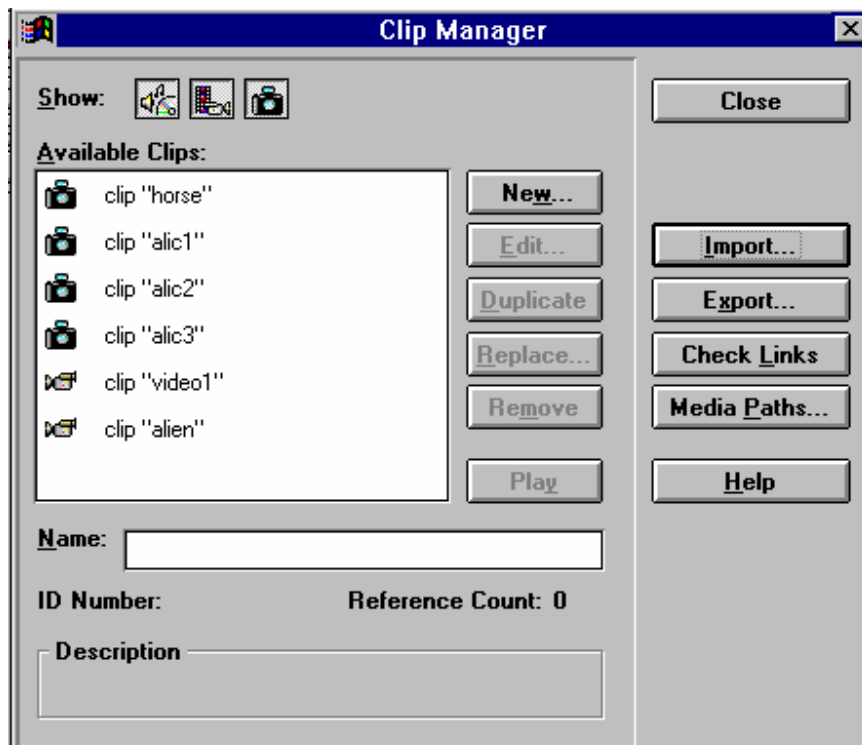 Clip Manager
Show:
Close
Available Clips:
clip "horse"
clip "alic1"
clip "alic2"
clip "alic3"
clip "video1"
clip "alien"
New...
Edit...
Duplicate
Replace...
Remove
Play
Import...
Export...
Check Links
Media Paths...
Help
Name:
ID Number:
Reference Count: 0
Description